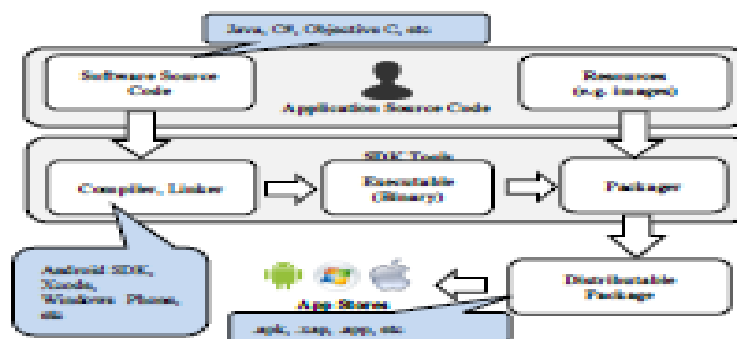 Java, C#, Objective C, etc
Software Source
Code
Resources
(e.g. images)
Application Source Code
SDK Tools
Compiler, Linker
Executable
(Binary)
Packager
Android SDK,
Xcode,
Windows Phone,
etc
App Stores
Distributable
Package
.apk, .xap, .app, etc